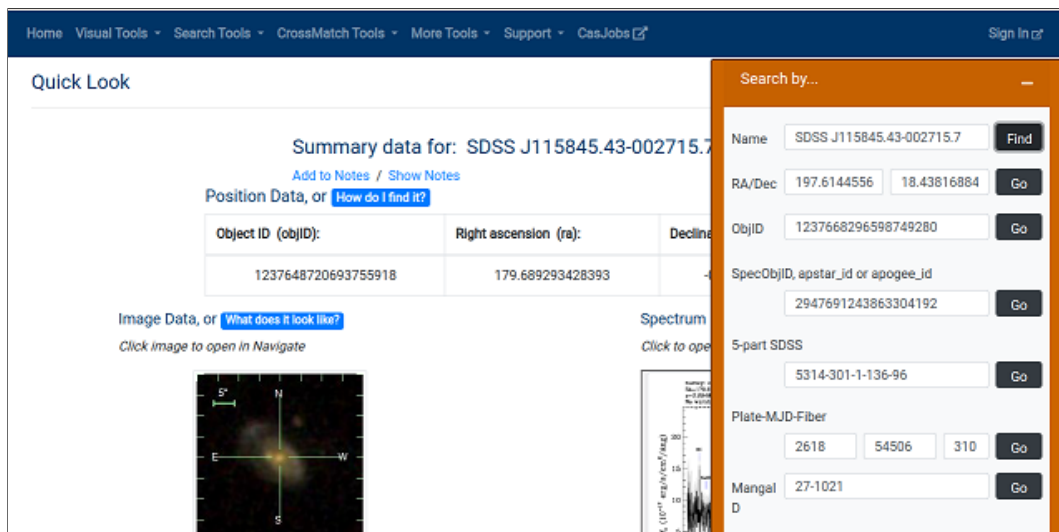 Home Visual Tools Search Tools CrossMatch Tools More Tools Support CasJobs Sign In
Quick Look
Search by...
Summary data for: SDSS J115845.43-002715.7
Add to Notes / Show Notes
Position Data, or How do I find it?
Object ID (objID): Right ascension (ra):
1237648720693755918 179.689293428393
Image Data, or What does it look like?
Click image to open in Navigate
5"
N
E W
S
Spectrum
Name SDSS J115845.43-002715.7 Find
RA/Dec 197.6144556 18.43816884 Go
ObjID 1237668296598749280 Go
SpecObjID, apstar_id or apogee_id
2947691243863304192 Go
5-part SDSS
5314-301-1-136-96 Go
Plate-MJD-Fiber
2618 54506 310 Go
Mangal 27-1021 Go
D